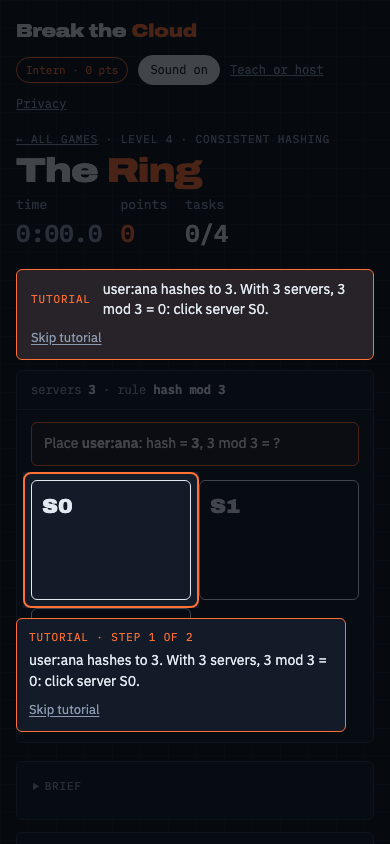 Break the Cloud
Intern · 0 pts
Sound on
Teach or host
Privacy
← ALL GAMES · LEVEL 4 · CONSISTENT HASHING
The Ring
time points tasks
0:00.0 0 0/4
TUTORIAL
user:ana hashes to 3. With 3 servers, 3
mod 3 = 0: click server S0.
Skip tutorial
servers 3 · rule hash mod 3
Place user:ana: hash = 3, 3 mod 3 = ?
S0
S1
TUTORIAL · STEP 1 OF 2
user:ana hashes to 3. With 3 servers, 3 mod 3 =
0: click server S0.
Skip tutorial
▶ BRIEF